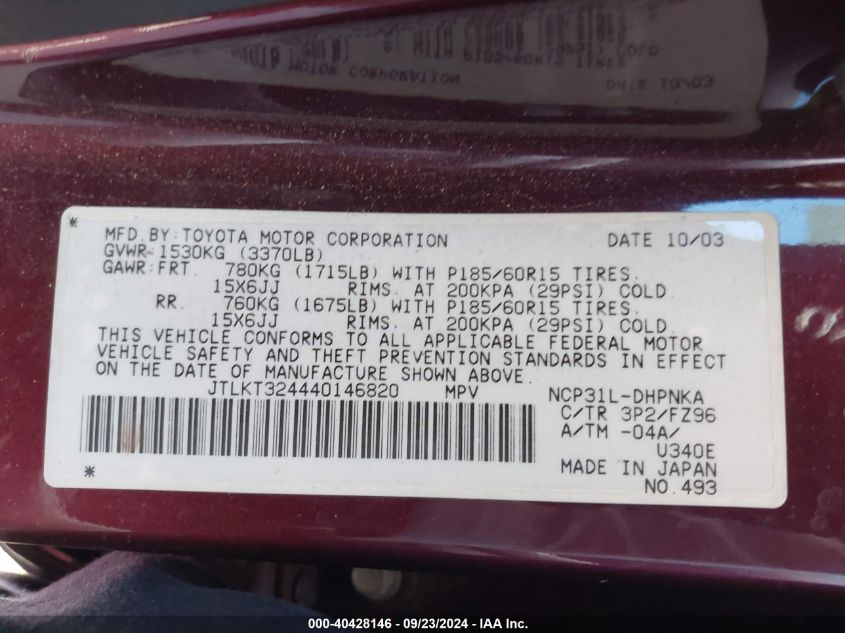 DATE 10/03
* MFD.BY:TOYOTA MOTOR CORPORATION DATE 10/03
GVWR 1530KG (3370LB)
GAWR:FRT. 780KG (1715LB) WITH P185/60R15 TIRES.
15X6JJ RIMS. AT 200KPA (29PSI) COLD.
RR. 760KG (1675LB) WITH P185/60R15 TIRES.
15X6JJ RIMS. AT 200KPA (29PSI) COLD.
THIS VEHICLE CONFORMS TO ALL APPLICABLE FEDERAL MOTOR
VEHICLE SAFETY AND THEFT PREVENTION STANDARDS IN EFFECT
ON THE DATE OF MANUFACTURE SHOWN ABOVE.
JTLKT324440146820 MPV NCP31L-DHPNKA
C/TR 3P2/FZ96
A/TM -04A/
U340E
MADE IN JAPAN
* NO.493
000-40428146 - 09/23/2024 - IAA Inc.